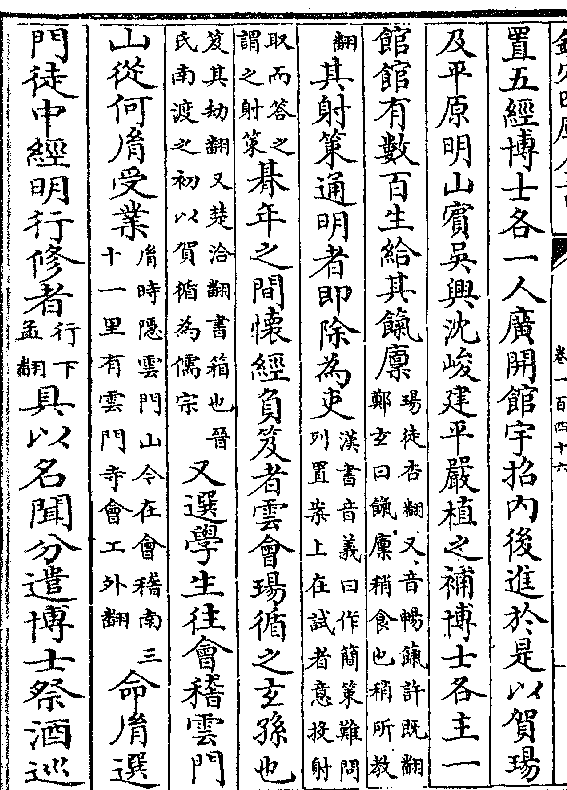 置五經博士各一人廣開館宇招内後進於是以賀瑒
及平原明山賓吳興沈峻建平嚴植之補博士各主一
館館有數百生給其餼廩瑒徒杏翻又音暢餼許既翻
鄭玄曰餼廩稍食也稍所教
翻其射策通明者即除為吏漢書音義曰作簡策難問
列置案上在試者意投射
取而答之
謂之射策朞年之間懷經負笈者雲會瑒循之玄孫也
笈其劫翻又楚洽翻書箱也晉
民南渡之初以賀循為儒宗又選學生往會稽雲門
山從何胤受業胤時隱雲門山今在會稽南三
十一里有雲門寺會工外翻命胤選
門徒中經明行修者行下
孟翻具以名聞分遣博士祭酒巡
卷一百四十六